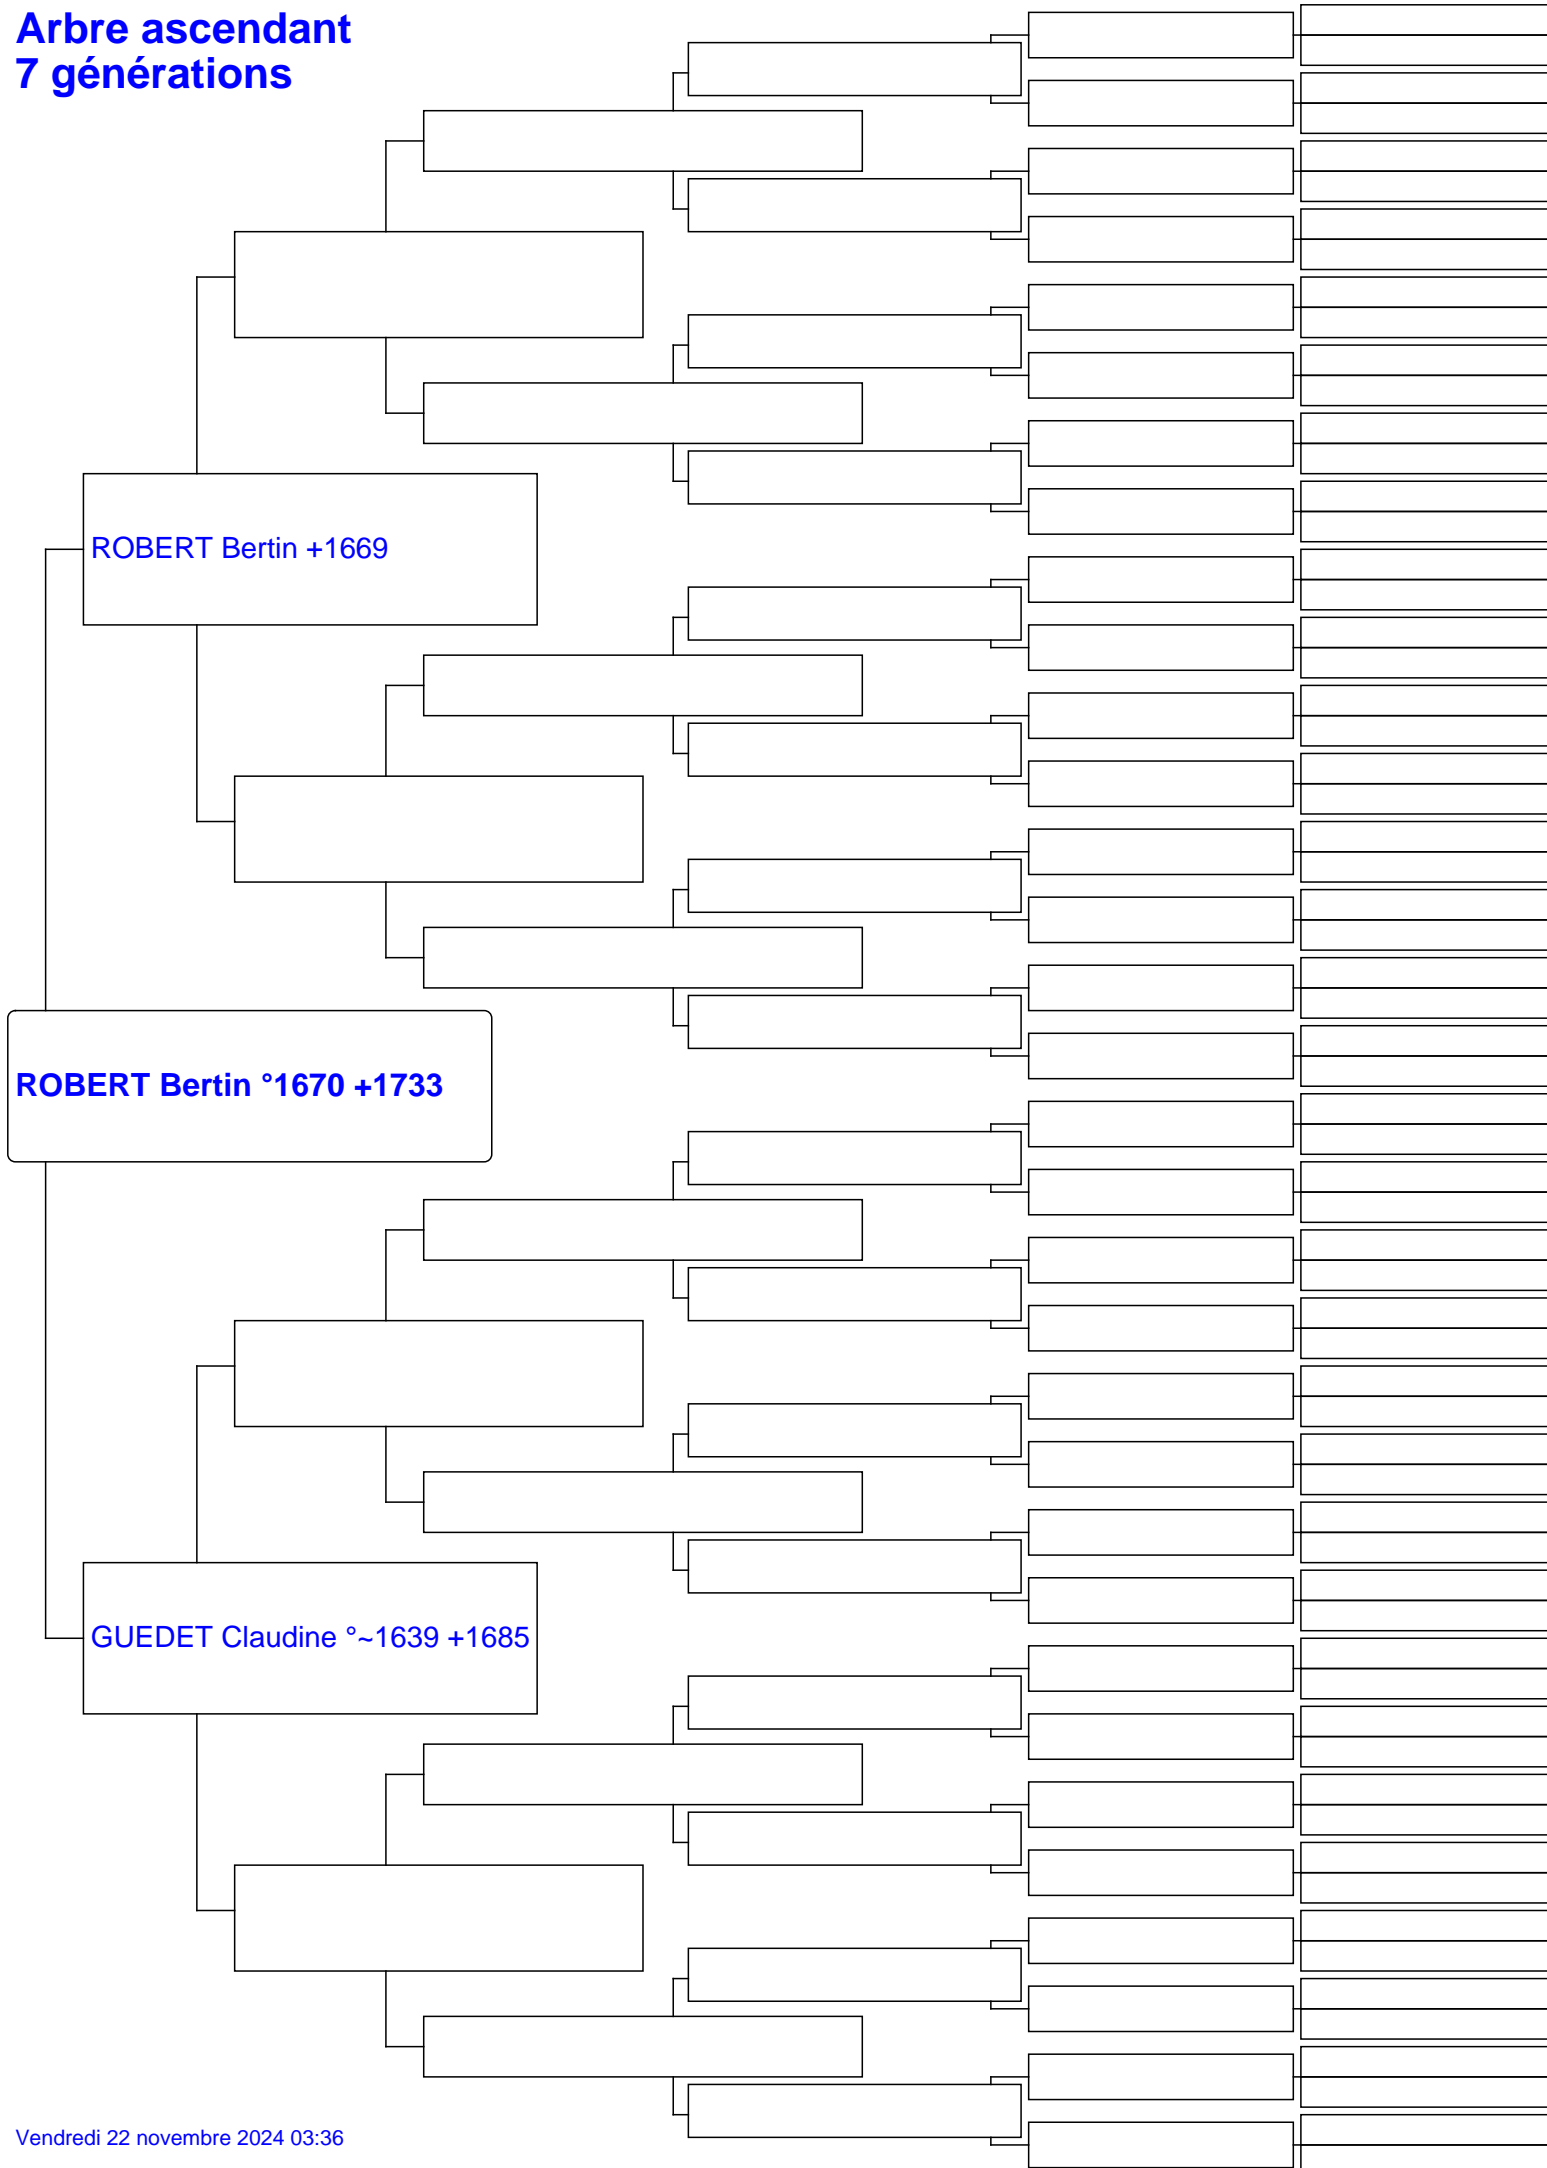 Arbre ascendant
7 générations
ROBERT Bertin +1669
ROBERT Bertin °1670 +1733
GUEDET Claudine °~1639 +1685
Vendredi 22 novembre 2024 03:36